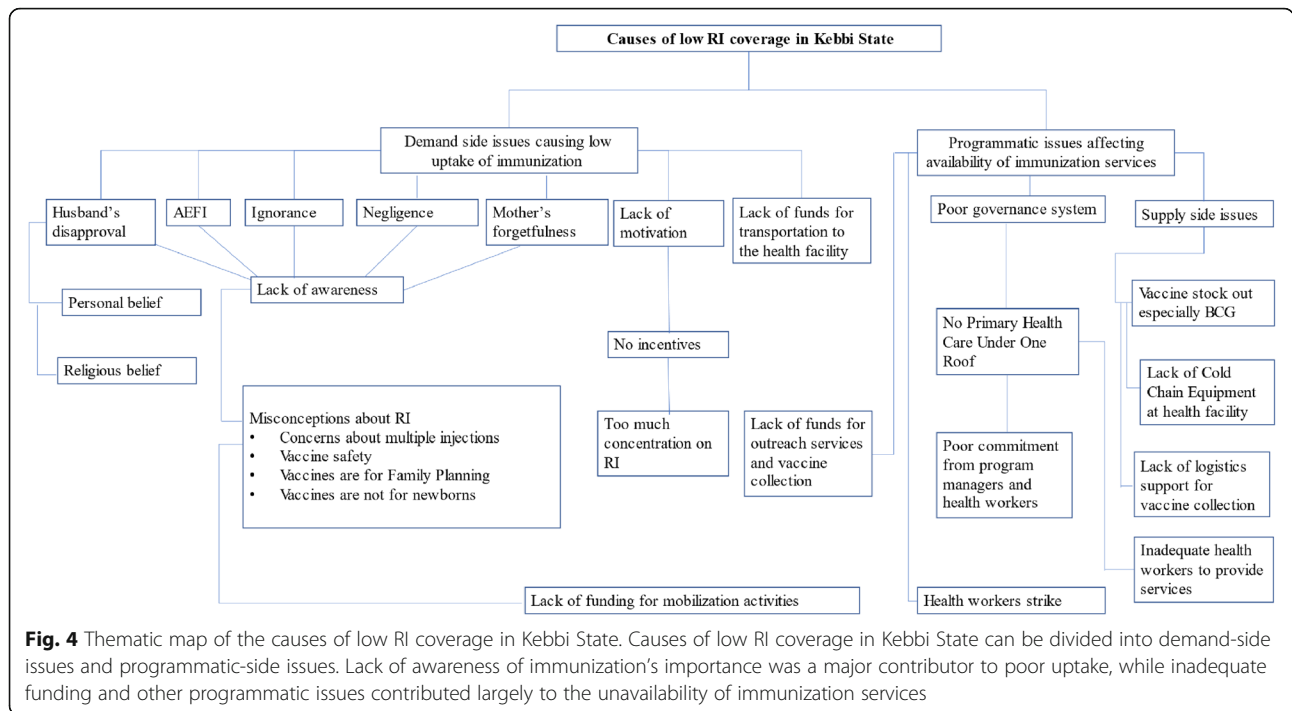 Causes of low RI coverage in Kebbi State
Demand side issues causing low
uptake of immunization
Programmatic issues affecting
availability of immunization services
Husband's
disapproval
AEFI
Ignorance
Negligence
Mother's
forgetfulness
Lack of
motivation
Lack of funds for
transportation to
the health facility
Poor governance system
Supply side issues
Lack of awareness
Personal belief
Religious belief
Vaccine stock out
especially BCG
No incentives
No Primary Health
Care Under One
Roof
Lack of Cold
Chain Equipment
at health facility
Misconceptions about RI
• Concerns about multiple injections
• Vaccine safety
• Vaccines are for Family Planning
• Vaccines are not for newborns
Too much
concentration on
RI
Lack of funds for
outreach services
and vaccine
collection
Poor commitment
from program
managers and
health workers
Lack of logistics
support for
vaccine collection
Inadequate health
workers to provide
services
Lack of funding for mobilization activities
Health workers strike
Fig. 4 Thematic map of the causes of low RI coverage in Kebbi State. Causes of low RI coverage in Kebbi State can be divided into demand-side
issues and programmatic-side issues. Lack of awareness of immunization's importance was a major contributor to poor uptake, while inadequate
funding and other programmatic issues contributed largely to the unavailability of immunization services